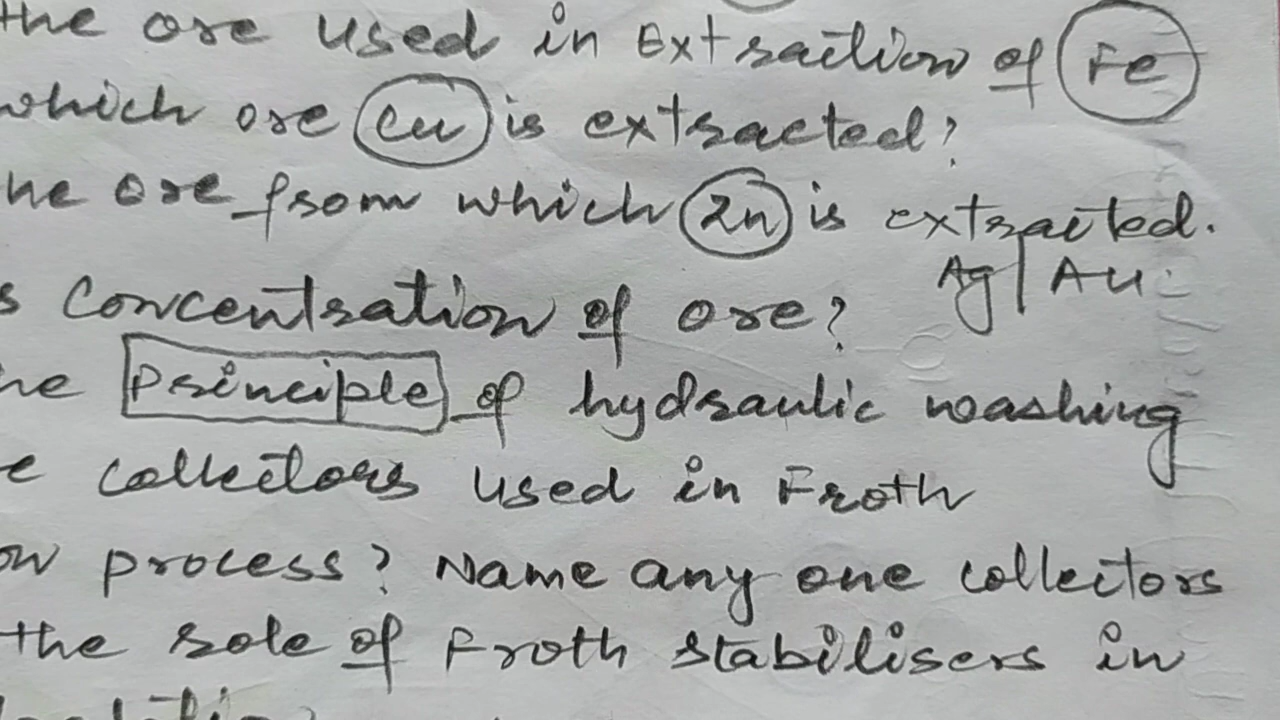 the ore used in Extraction of Fe
which ore Cu is extracted?
he ore from which Zn is extracted.
Ag | Au
s Concentration of ore?
he Principle of hydraulic washing
e collectors used in Froth
on process? Name any one collectors
the role of Froth stabilisers in